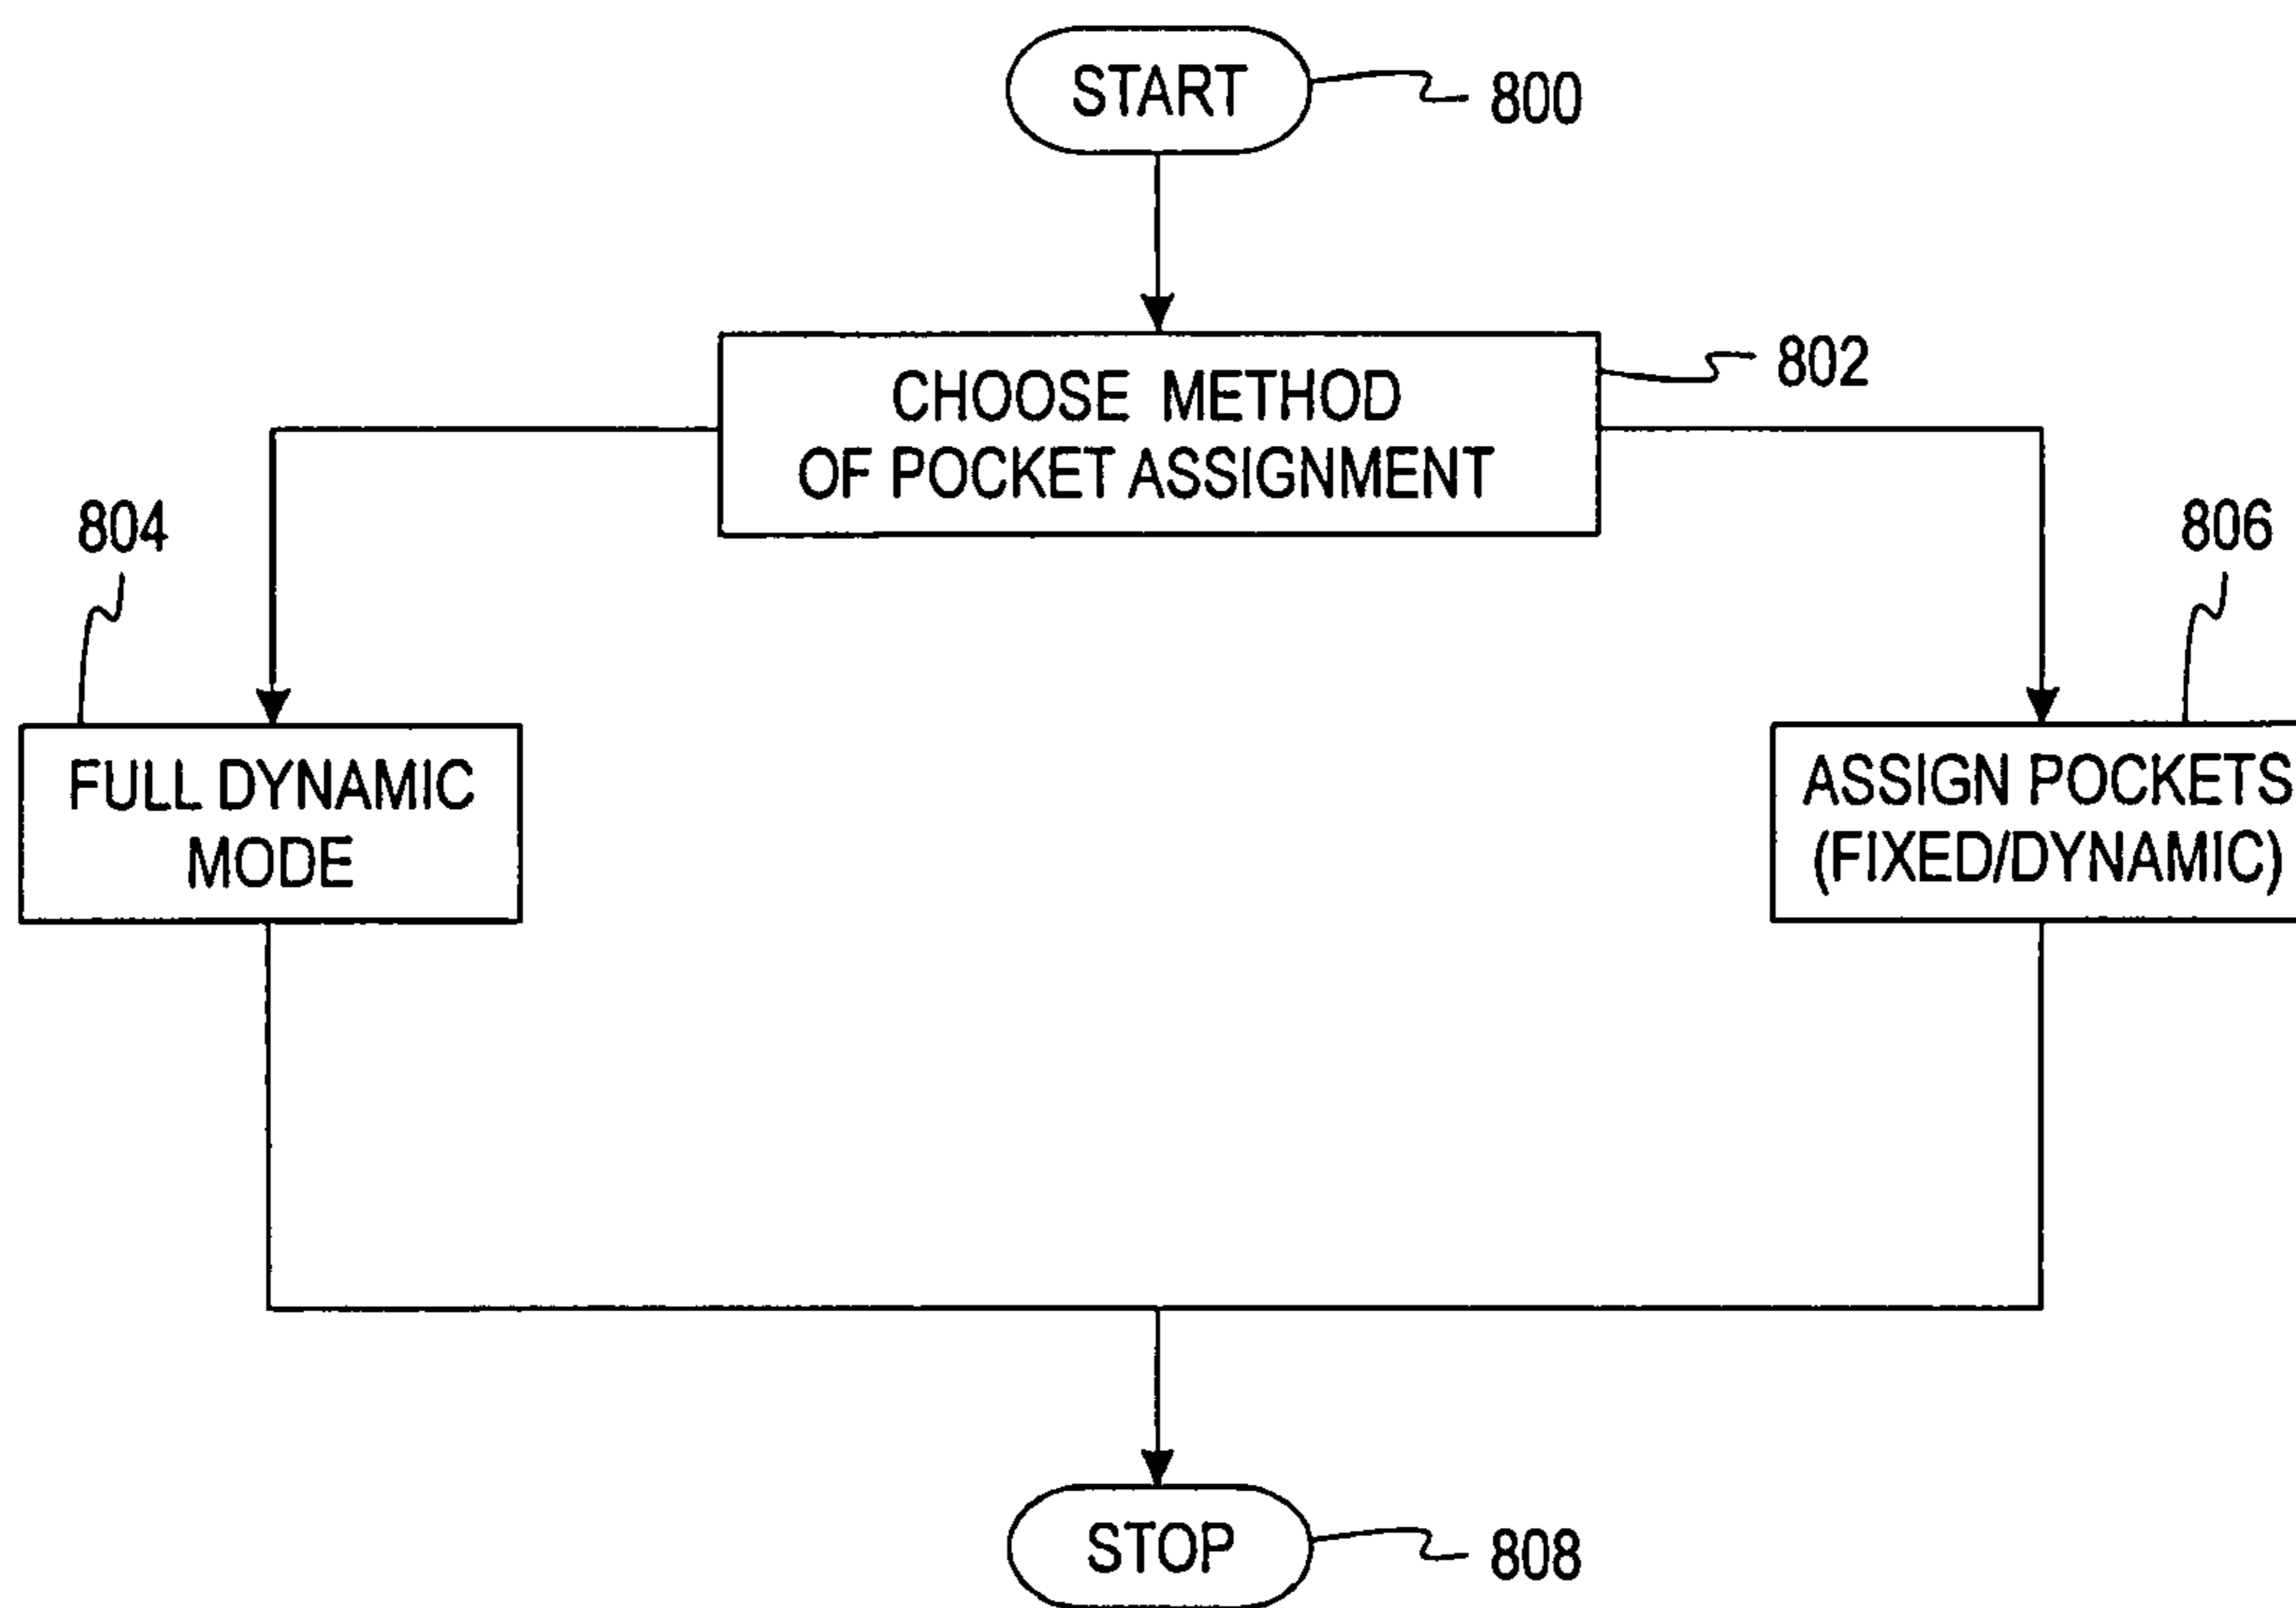 START
800
CHOOSE METHOD
OF POCKET ASSIGNMENT
802
804
806
FULL DYNAMIC
MODE
ASSIGN POCKETS
(FIXED/DYNAMIC)
STOP
808